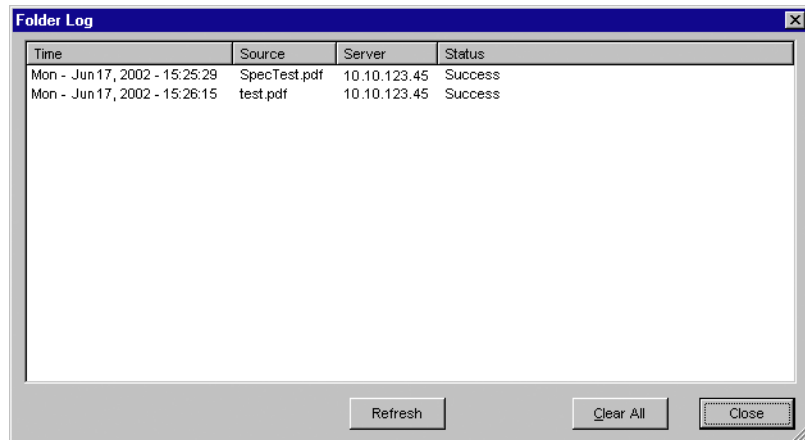 Folder Log
Time Source Server Status
Mon - Jun 17, 2002 - 15:25:29 SpecTest.pdf 10.10.123.45 Success
Mon - Jun 17, 2002 - 15:26:15 test.pdf 10.10.123.45 Success
Refresh Clear All Close